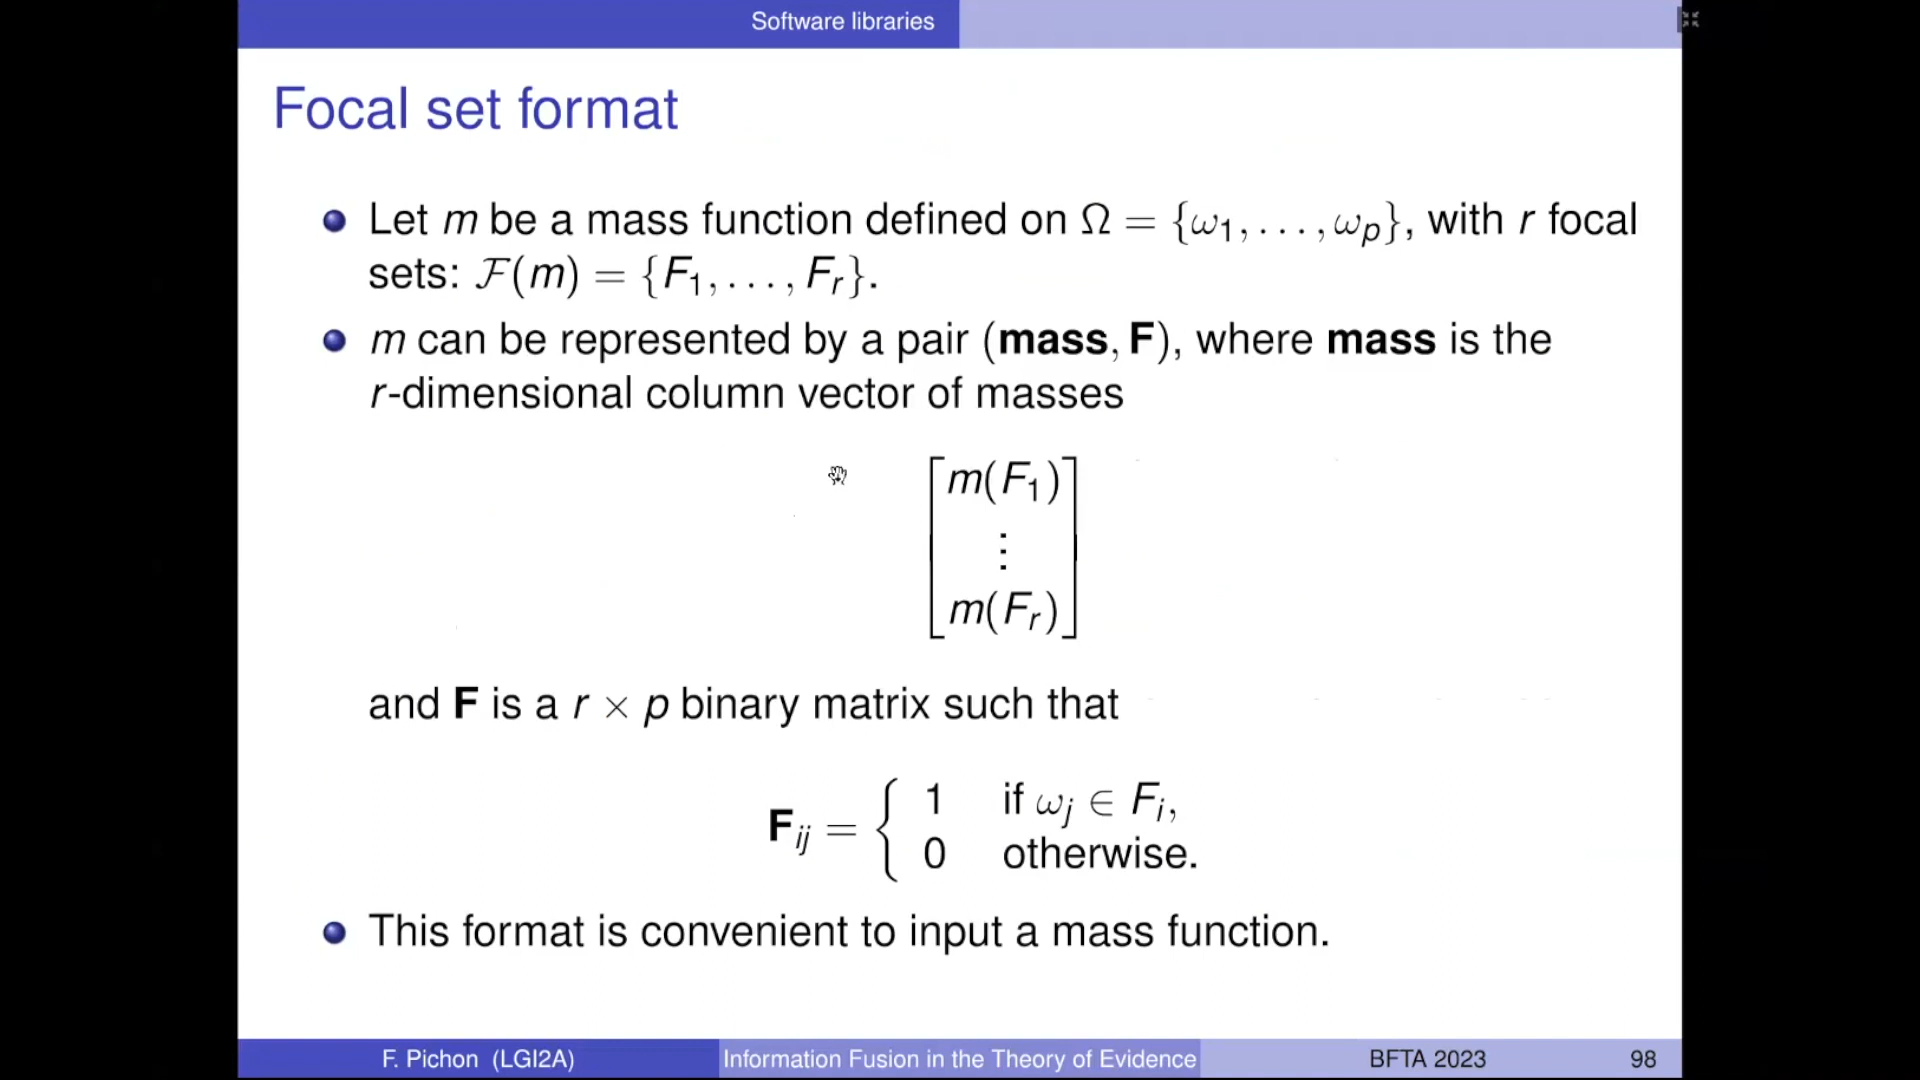 Software libraries
Focal set format
Let m be a mass function defined on Ω = {ω₁, . . . , ωₚ}, with r focal
sets: ℱ(m) = {F₁, . . . , Fᵣ}.
m can be represented by a pair (mass, F), where mass is the
r-dimensional column vector of masses
[m(F₁)
⋮
m(Fᵣ)]
and F is a r × p binary matrix such that
F_ij = { 1 if ω_j ∈ F_i,
0 otherwise.
This format is convenient to input a mass function.
F. Pichon (LGI2A) Information Fusion in the Theory of Evidence BFTA 2023 98